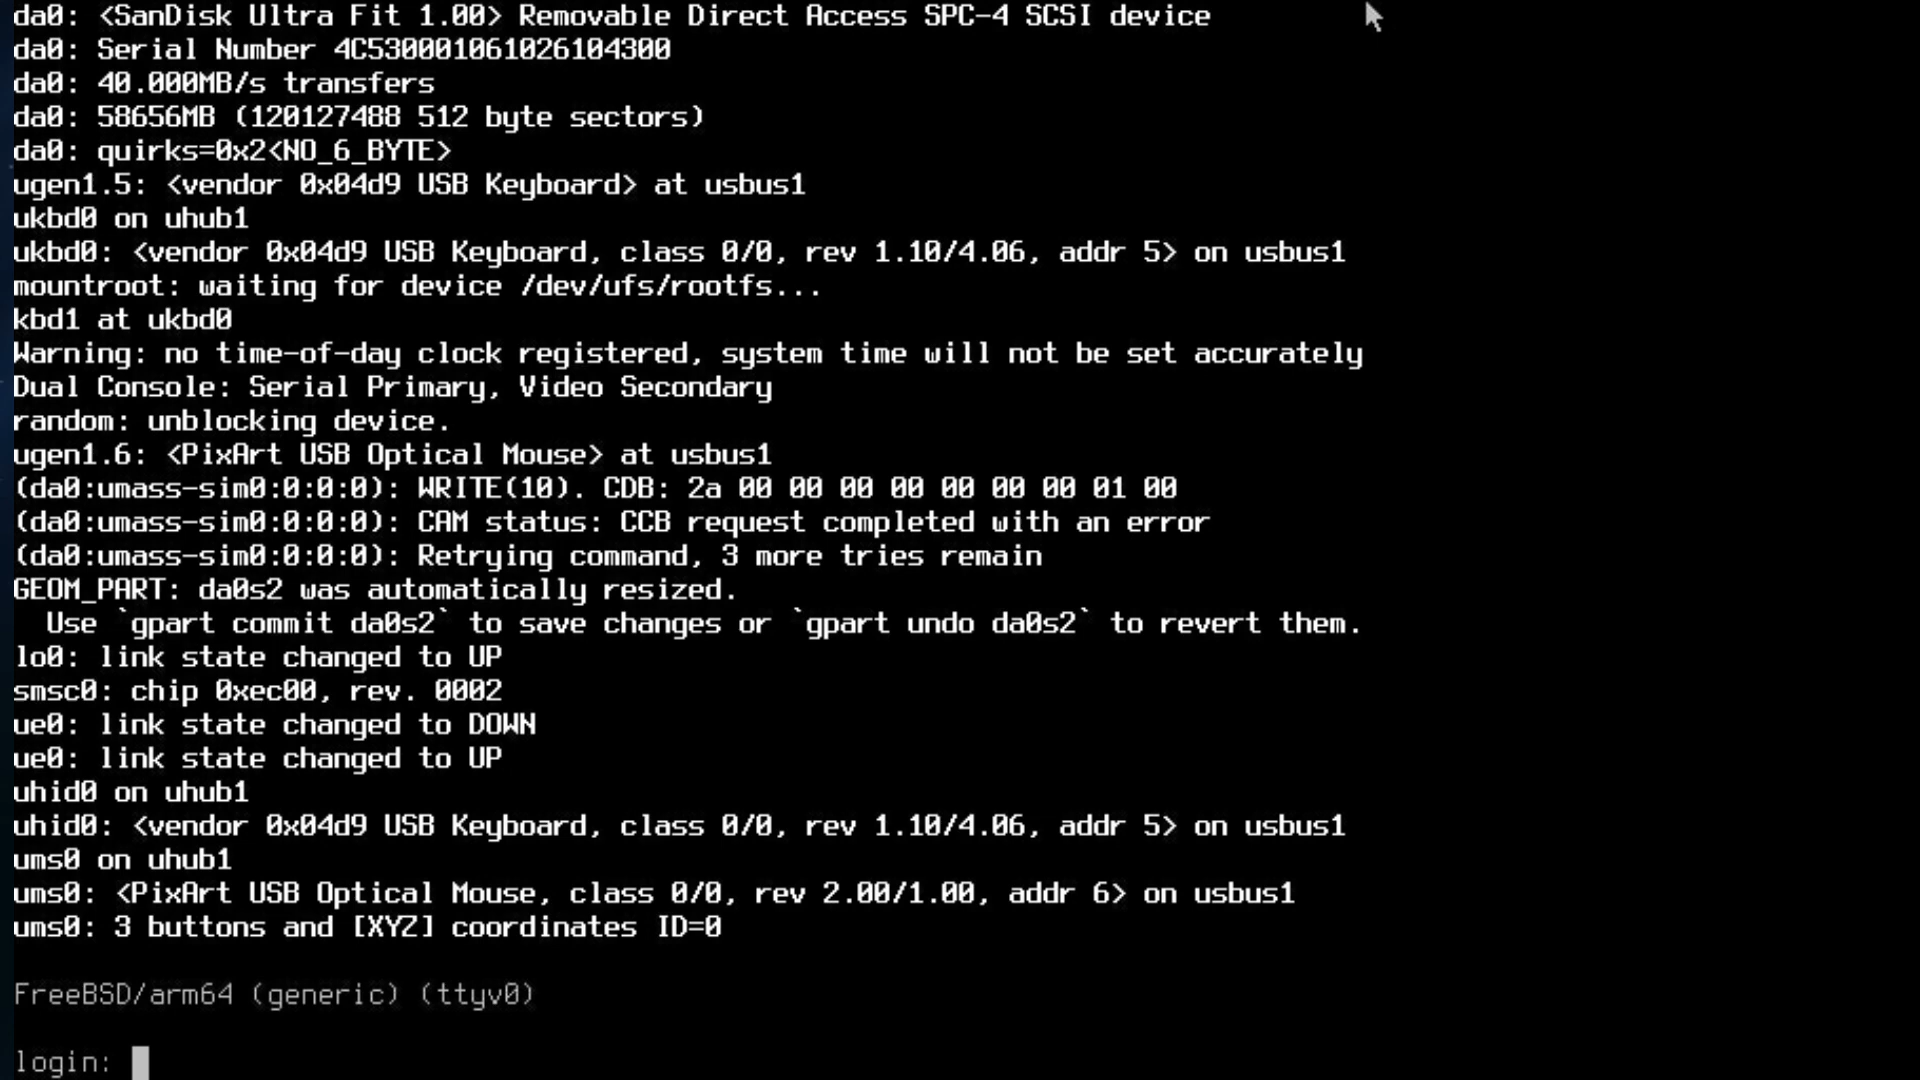 da0: <SanDisk Ultra Fit 1.00> Removable Direct Access SPC-4 SCSI device
da0: Serial Number 4C530001061026104300
da0: 40.000MB/s transfers
da0: 58656MB (120127488 512 byte sectors)
da0: quirks=0x2<NO_6_BYTE>
ugen1.5: <vendor 0x04d9 USB Keyboard> at usbus1
ukbd0 on uhub1
ukbd0: <vendor 0x04d9 USB Keyboard, class 0/0, rev 1.10/4.06, addr 5> on usbus1
mountroot: waiting for device /dev/ufs/rootfs...
kbd1 at ukbd0
Warning: no time-of-day clock registered, system time will not be set accurately
Dual Console: Serial Primary, Video Secondary
random: unblocking device.
ugen1.6: <PixArt USB Optical Mouse> at usbus1
(da0:umass-sim0:0:0:0): WRITE(10). CDB: 2a 00 00 00 00 00 00 00 01 00
(da0:umass-sim0:0:0:0): CAM status: CCB request completed with an error
(da0:umass-sim0:0:0:0): Retrying command, 3 more tries remain
GEOM_PART: da0s2 was automatically resized.
  Use `gpart commit da0s2` to save changes or `gpart undo da0s2` to revert them.
lo0: link state changed to UP
smsc0: chip 0xec00, rev. 0002
ue0: link state changed to DOWN
ue0: link state changed to UP
uhid0 on uhub1
uhid0: <vendor 0x04d9 USB Keyboard, class 0/0, rev 1.10/4.06, addr 5> on usbus1
ums0 on uhub1
ums0: <PixArt USB Optical Mouse, class 0/0, rev 2.00/1.00, addr 6> on usbus1
ums0: 3 buttons and [XYZ] coordinates ID=0
FreeBSD/arm64 (generic) (ttyv0)
login: